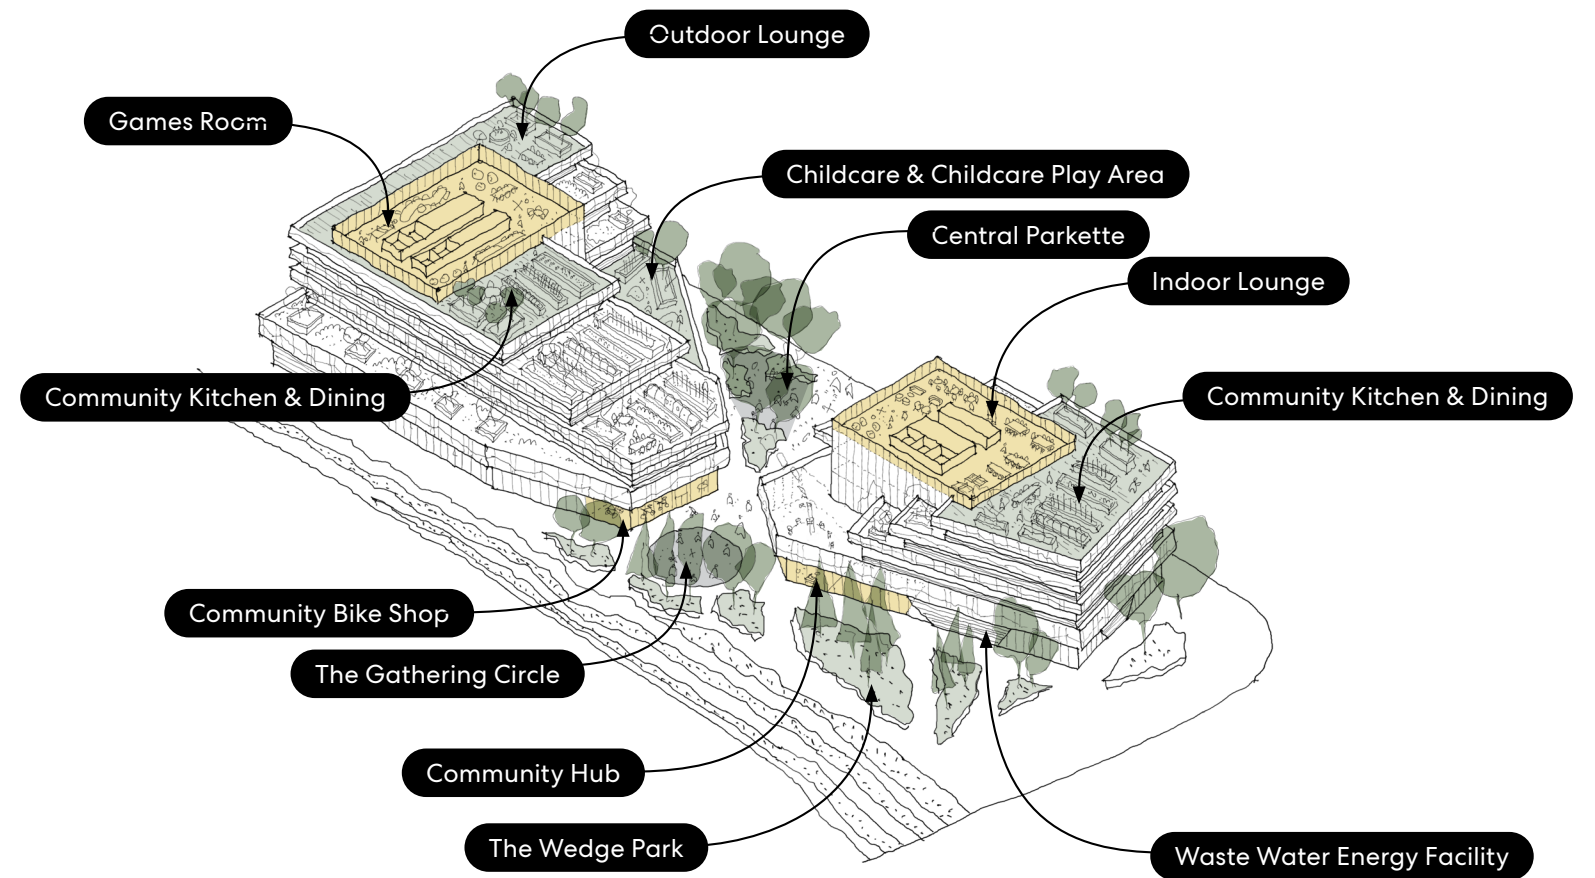 Outdoor Lounge
Games Room
Childcare & Childcare Play Area
Central Parkette
Indoor Lounge
Community Kitchen & Dining
Community Kitchen & Dining
Community Bike Shop
The Gathering Circle
Community Hub
The Wedge Park
Waste Water Energy Facility